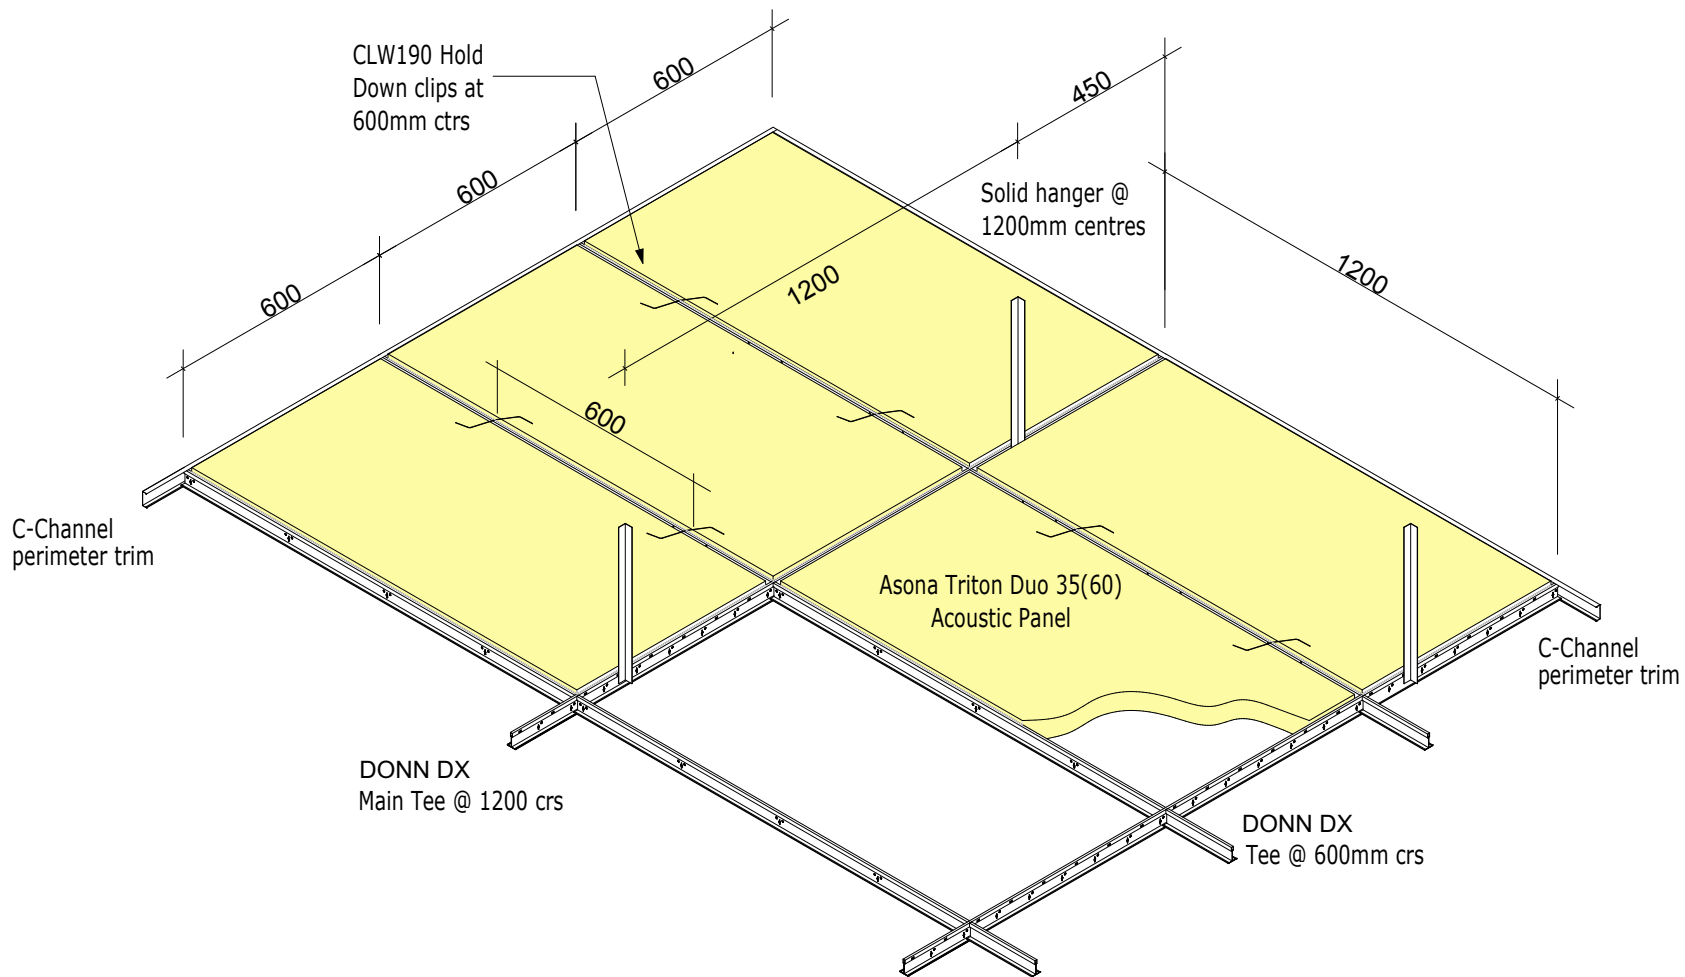 CLW190 Hold
Down clips at
600mm ctrs
600
450
600
Solid hanger @
1200mm centres
600
1200
1200
600
C-Channel
perimeter trim
Asona Triton Duo 35(60)
Acoustic Panel
C-Channel
perimeter trim
DONN DX
Main Tee @ 1200 crs
DONN DX
Tee @ 600mm crs